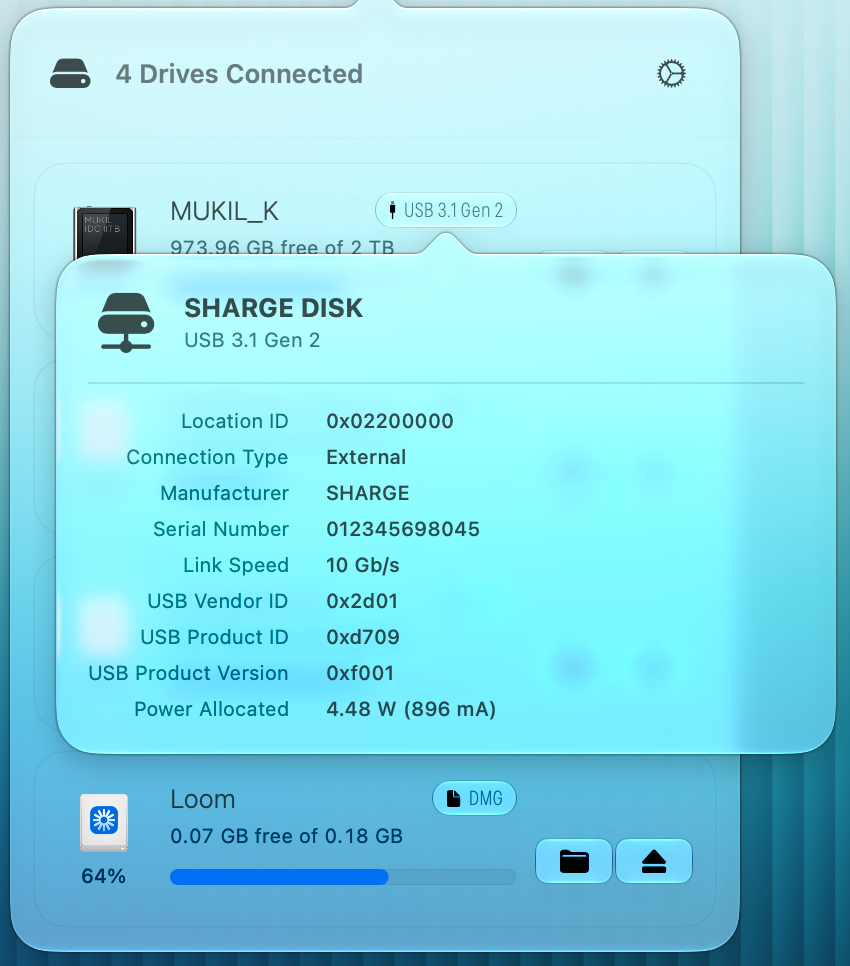 4 Drives Connected
MUKIL_K
USB 3.1 Gen 2
MUKIL
973.96 GB free of 2 TB
SHARGE DISK
USB 3.1 Gen 2
Location ID 0x02200000
Connection Type External
Manufacturer SHARGE
Serial Number 012345698045
Link Speed 10 Gb/s
USB Vendor ID 0x2d01
USB Product ID 0xd709
USB Product Version 0xf001
Power Allocated 4.48 W (896 mA)
Loom
DMG
0.07 GB free of 0.18 GB
64%